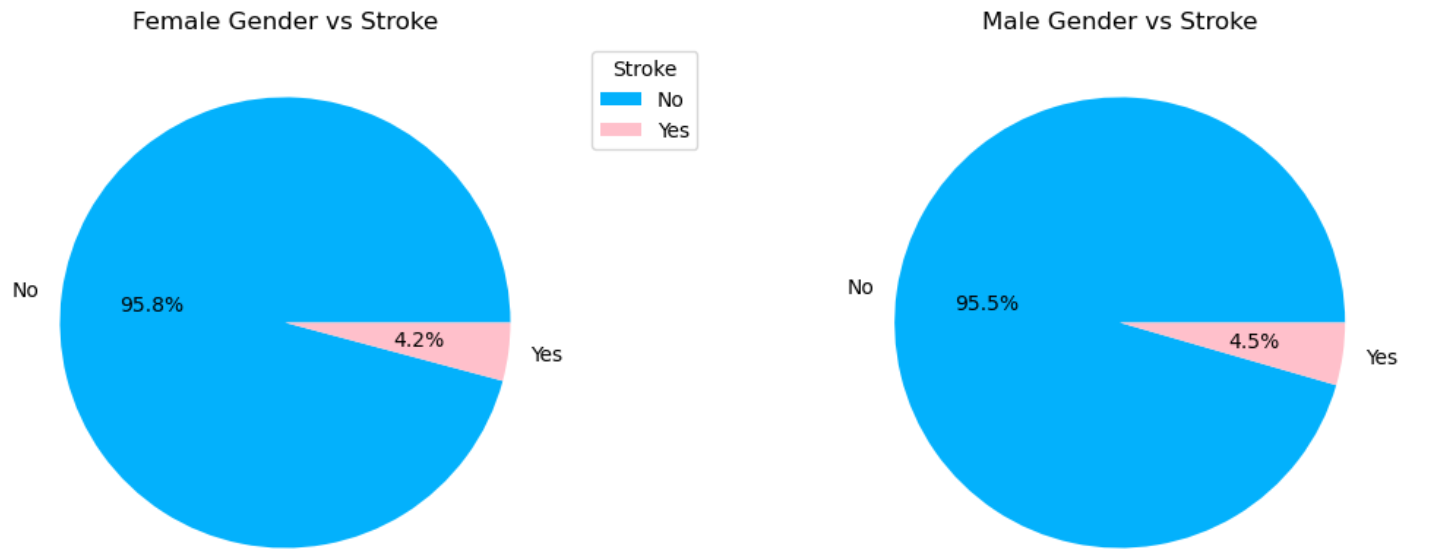 Female Gender vs Stroke
Stroke
No
Yes
No
95.8%
4.2%
Yes
Male Gender vs Stroke
No
95.5%
4.5%
Yes